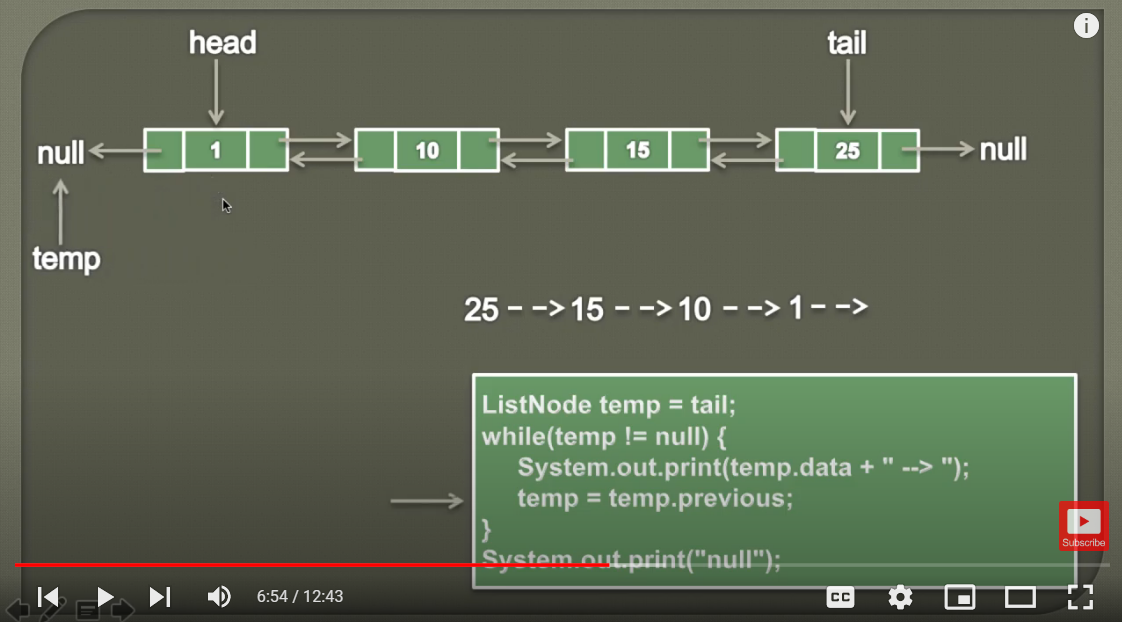 head
tail
null
1
10
15
25
null
temp
25 - -> 15 - -> 10 - -> 1 - ->
ListNode temp = tail;
while(temp != null) {
System.out.print(temp.data + " --> ");
temp = temp.previous;
}
System.out.print("null");
Subscribe
6:54 / 12:43
CC